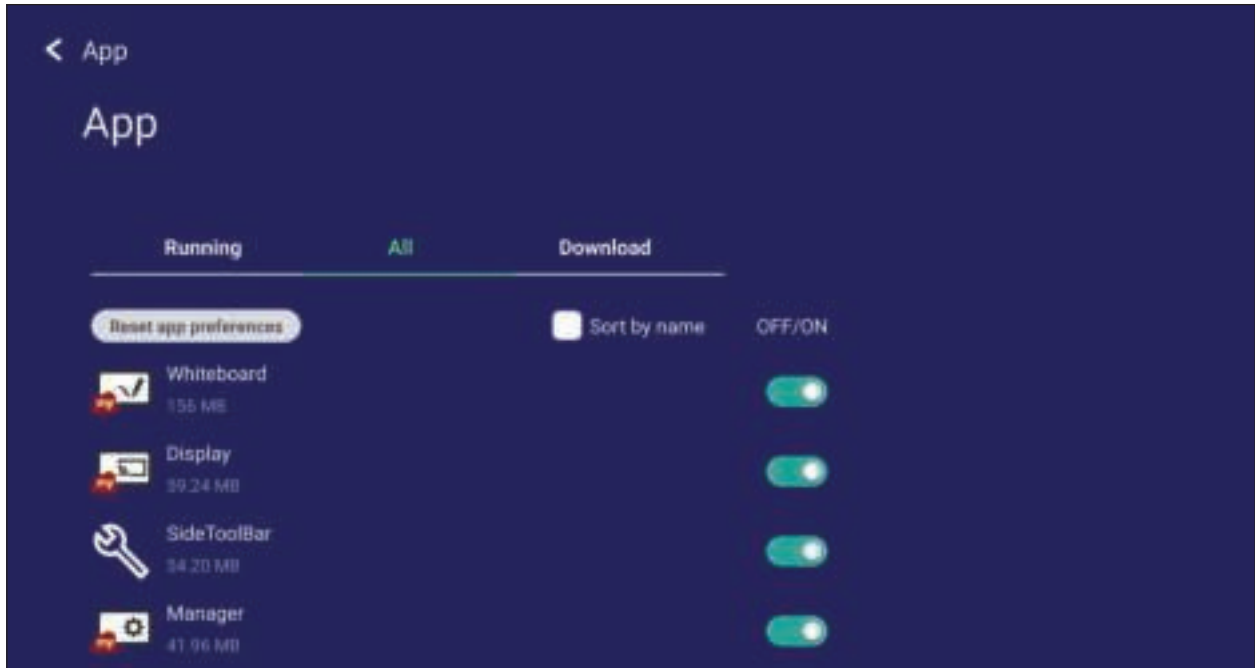 App
App
Running All Download
Reset app preferences Sort by name OFF/ON
Whiteboard
156 MB
Display
39.24 MB
SideToolBar
34.20 MB
Manager
41.96 MB